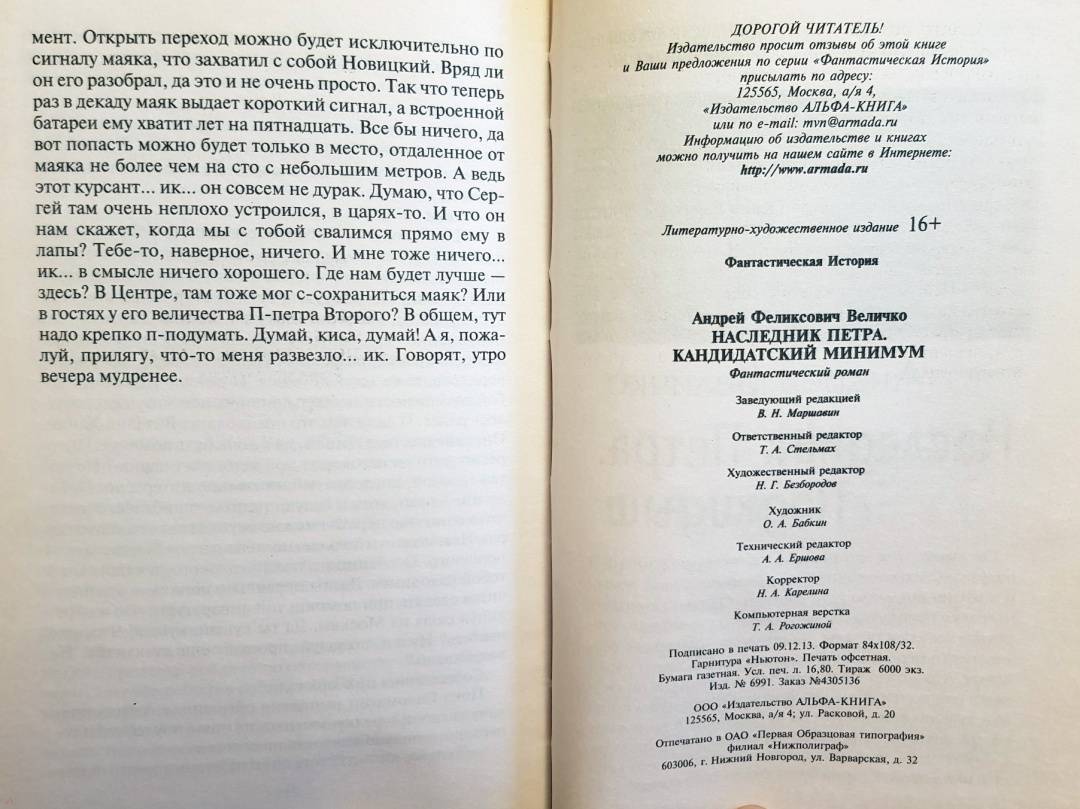 мент. Открыть переход можно будет исключительно по
сигналу маяка, что захватил с собой Новицкий. Вряд ли
он его разобрал, да это и не очень просто. Так что теперь
раз в декаду маяк выдает короткий сигнал, а встроенной
батареи ему хватит лет на пятнадцать. Все бы ничего, да
вот попасть можно будет только в место, отдаленное от
маяка не более чем на сто с небольшим метров. А ведь
этот курсант... ик... он совсем не дурак. Думаю, что Сер-
гей там очень неплохо устроился, в царях-то. И что он
нам скажет, когда мы с тобой свалимся прямо ему в
лапы? Тебе-то, наверное, ничего. И мне тоже ничего...
ик... в смысле ничего хорошего. Где нам будет лучше —
здесь? В Центре, там тоже мог с-сохраниться маяк? Или
в гостях у его величества П-петра Второго? В общем, тут
надо крепко п-подумать. Думай, киса, думай! А я, пожа-
луй, прилягу, что-то меня развезло... ик. Говорят, утро
вечера мудренее.
ДОРОГОЙ ЧИТАТЕЛЬ!
Издательство просит отзывы об этой книге
и Ваши предложения по серии «Фантастическая История»
присылать по адресу:
125565, Москва, а/я 4,
«Издательство АЛЬФА-КНИГА»
или по e-mail: mvn@armada.ru
Информацию об издательстве и книгах
можно получить на нашем сайте в Интернете:
http://www.armada.ru
Литературно-художественное издание 16+
Фантастическая История
Андрей Феликсович Величко
НАСЛЕДНИК ПЕТРА.
КАНДИДАТСКИЙ МИНИМУМ
Фантастический роман
Заведующий редакцией
В. Н. Маршавин
Ответственный редактор
Т. А. Стельмах
Художественный редактор
Н. Г. Безбородов
Художник
О. А. Бабкин
Технический редактор
А. А. Ершова
Корректор
Н. А. Карелина
Компьютерная верстка
Т. А. Рогожиной
Подписано в печать 09.12.13. Формат 84х108/32.
Гарнитура «Ньютон». Печать офсетная.
Бумага газетная. Усл. печ. л. 16,80. Тираж 6000 экз.
Изд. № 6991. Заказ №4305136
ООО «Издательство АЛЬФА-КНИГА»
125565, Москва, а/я 4; ул. Расковой, д. 20
Отпечатано в ОАО «Первая Образцовая типография»
филиал «Нижполиграф»
603006, г. Нижний Новгород, ул. Варварская, д. 32